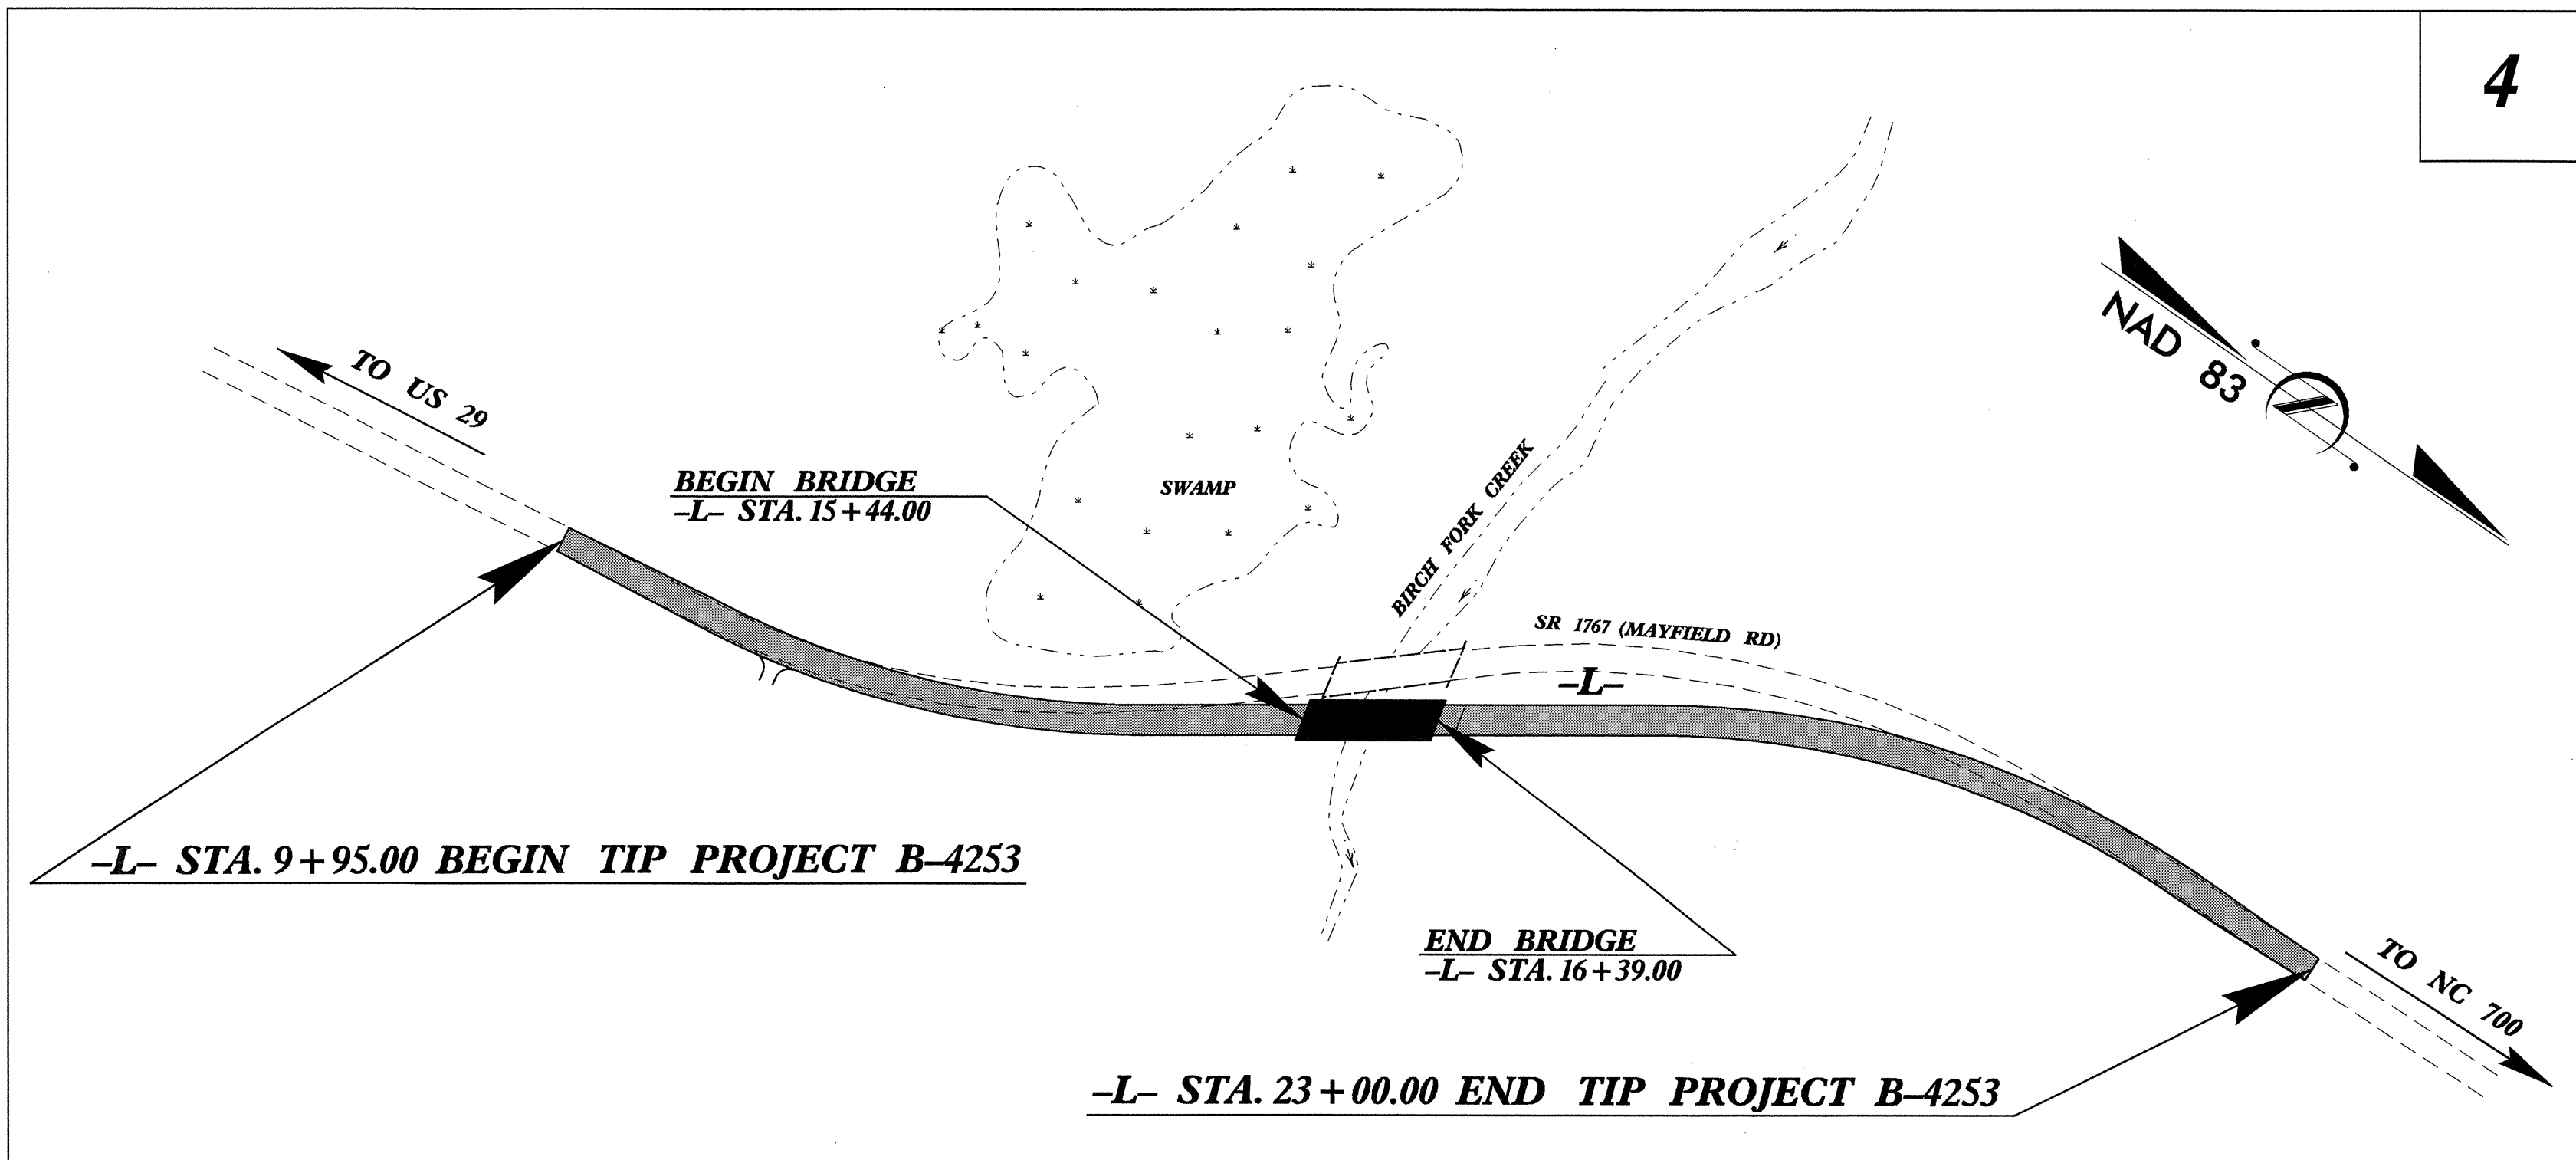 4
NAD 83
TO US 29
BEGIN BRIDGE
–L– STA. 15+44.00
SWAMP
BIRCH FORK CREEK
SR 1767 (MAYFIELD RD)
–L–
–L– STA. 9+95.00 BEGIN TIP PROJECT B–4253
END BRIDGE
–L– STA. 16+39.00
TO NC 700
–L– STA. 23+00.00 END TIP PROJECT B–4253